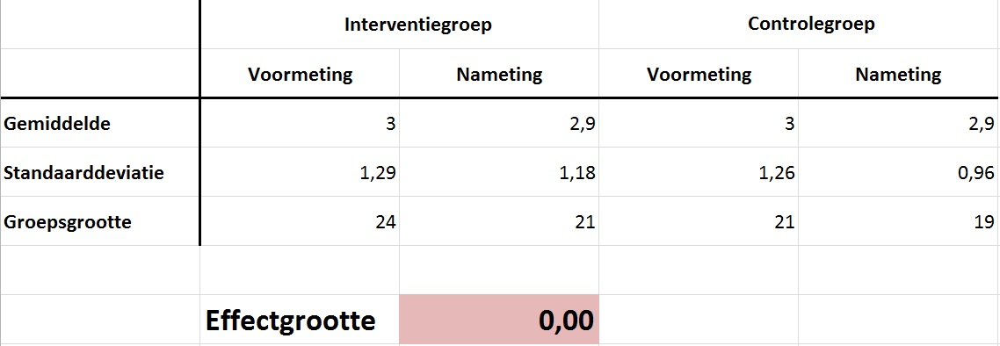 Interventiegroep Controlegroep
Voormeting Nameting Voormeting Nameting
Gemiddelde 3 2,9 3 2,9
Standaarddeviatie 1,29 1,18 1,26 0,96
Groepsgrootte 24 21 21 19
Effectgrootte 0,00